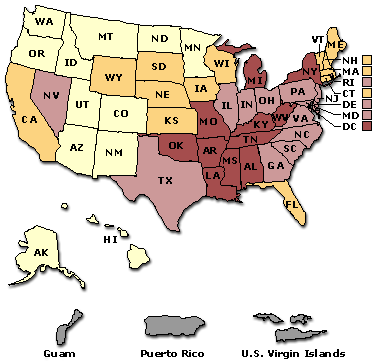 WA
MT
ND
MN
VT
ME
OR
ID
SD
WI
MI
NY
NH
MA
RI
CT
DE
MD
DC
WY
NV
NE
IA
IL
IN
OH
PA
NJ
CA
UT
CO
KS
MO
KY
WV
VA
AZ
NM
OK
AR
TN
NC
SC
TX
LA
MS
AL
GA
FL
HI
AK
Guam
Puerto Rico
U.S. Virgin Islands